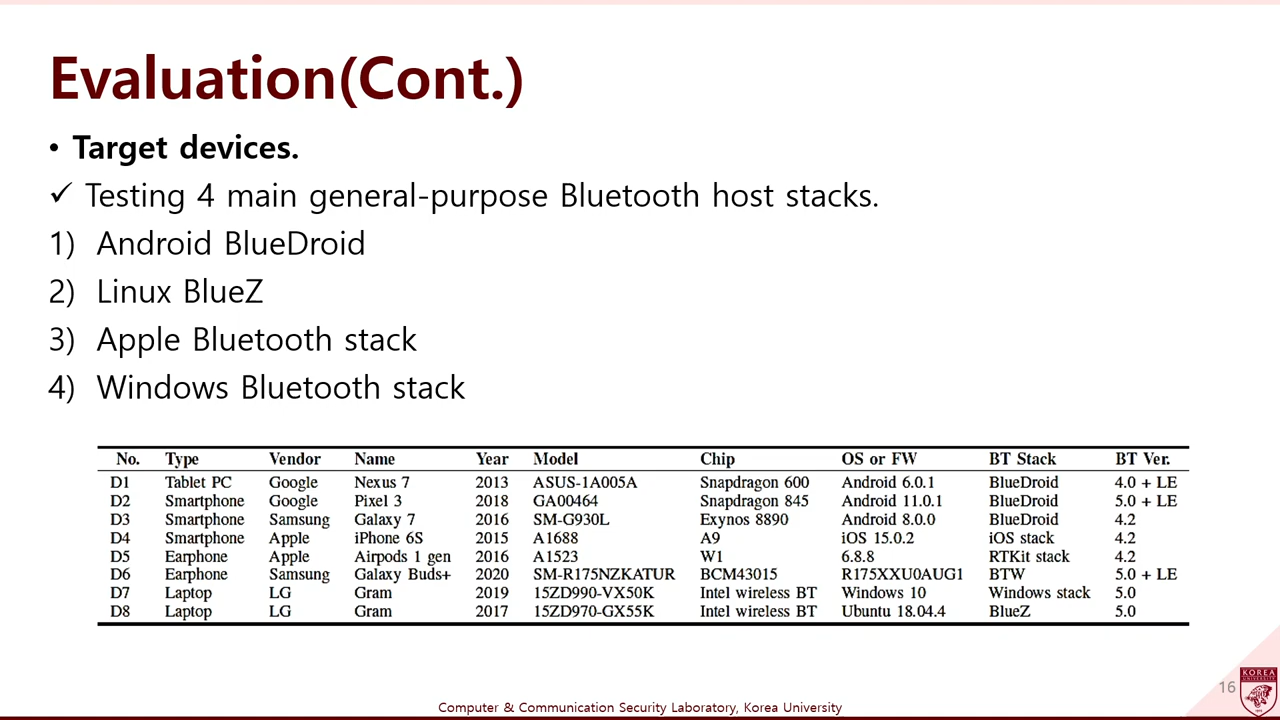 Evaluation(Cont.)
• Target devices.
✓ Testing 4 main general-purpose Bluetooth host stacks.
1) Android BlueDroid
2) Linux BlueZ
3) Apple Bluetooth stack
4) Windows Bluetooth stack
No. Type Vendor Name Year Model Chip OS or FW BT Stack BT Ver.
D1 Tablet PC Google Nexus 7 2013 ASUS-1A005A Snapdragon 600 Android 6.0.1 BlueDroid 4.0 + LE
D2 Smartphone Google Pixel 3 2018 GA00464 Snapdragon 845 Android 11.0.1 BlueDroid 5.0 + LE
D3 Smartphone Samsung Galaxy 7 2016 SM-G930L Exynos 8890 Android 8.0.0 BlueDroid 4.2
D4 Smartphone Apple iPhone 6S 2015 A1688 A9 iOS 15.0.2 iOS stack 4.2
D5 Earphone Apple Airpods 1 gen 2016 A1523 W1 6.8.8 RTKit stack 4.2
D6 Earphone Samsung Galaxy Buds+ 2020 SM-R175NZKATUR BCM43015 R175XXU0AUG1 BTW 5.0 + LE
D7 Laptop LG Gram 2019 15ZD990-VX50K Intel wireless BT Windows 10 Windows stack 5.0
D8 Laptop LG Gram 2017 15ZD970-GX55K Intel wireless BT Ubuntu 18.04.4 BlueZ 5.0
16
KOREA
Computer & Communication Security Laboratory, Korea University